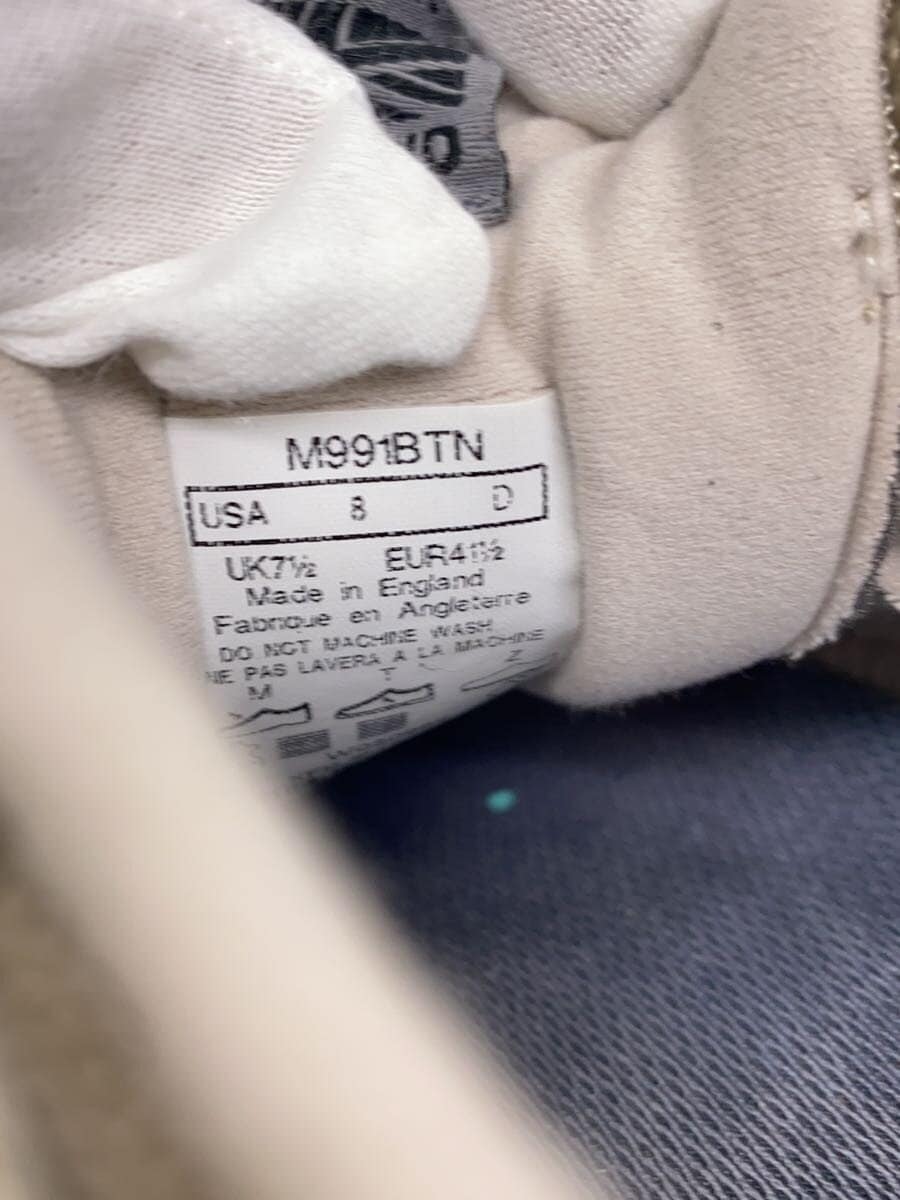 M991BTN
USA 8 D
UK7½ EUR41½
Made in England
Fabrique en Angleterre
DO NOT MACHINE WASH
NE PAS LAVER A LA MACHINE
M T Z